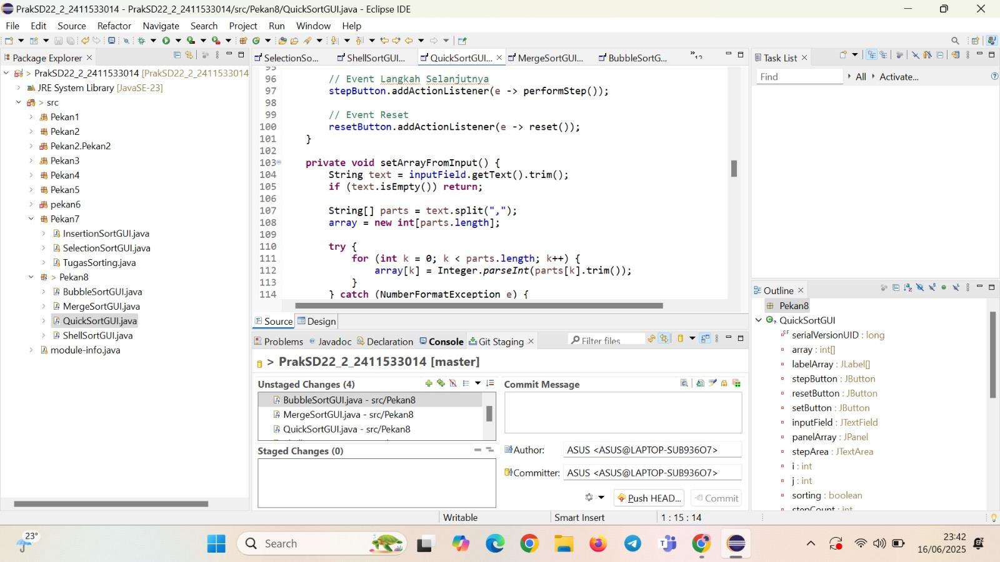 PrakSD22_2_2411533014 - PrakSD22_2_2411533014/src/Pekan8/QuickSortGUI.java - Eclipse IDE
File Edit Source Refactor Navigate Search Project Run Window Help
Package Explorer
> PrakSD22_2_2411533014 [PrakSD22_2_2411533014
JRE System Library [JavaSE-23]
> src
Pekan1
Pekan2
Pekan2.Pekan2
Pekan3
Pekan4
Pekan5
pekan6
Pekan7
InsertionSortGUI.java
SelectionSortGUI.java
TugasSorting.java
> Pekan8
BubbleSortGUI.java
MergeSortGUI.java
QuickSortGUI.java
ShellSortGUI.java
module-info.java
SelectionSo... ShellSortGUI... QuickSortGUI... MergeSortGUI... BubbleSortG... »12
95
96 // Event Langkah Selanjutnya
97 stepButton.addActionListener(e -> performStep());
98
99 // Event Reset
100 resetButton.addActionListener(e -> reset());
101 }
102
103 private void setArrayFromInput() {
104 String text = inputField.getText().trim();
105 if (text.isEmpty()) return;
106
107 String[] parts = text.split(",");
108 array = new int[parts.length];
109
110 try {
111 for (int k = 0; k < parts.length; k++) {
112 array[k] = Integer.parseInt(parts[k].trim());
113 }
114 } catch (NumberFormatException e) {
Source Design
Problems Javadoc Declaration Console Git Staging Filter files
> PrakSD22_2_2411533014 [master]
Unstaged Changes (4)
BubbleSortGUI.java - src/Pekan8
MergeSortGUI.java - src/Pekan8
QuickSortGUI.java - src/Pekan8
Staged Changes (0)
Commit Message
Author: ASUS <ASUS@LAPTOP-SUB936O7>
Committer: ASUS <ASUS@LAPTOP-SUB936O7>
Push HEAD... Commit
Task List
Find All Activate...
Outline
Pekan8
QuickSortGUI
serialVersionUID : long
array : int[]
labelArray : JLabel[]
stepButton : JButton
resetButton : JButton
setButton : JButton
inputField : JTextField
panelArray : JPanel
stepArea : JTextArea
i : int
j : int
sorting : boolean
stepCount : int
Writable Smart Insert 1 : 15 : 14
23°
Search
23:42
16/06/2025